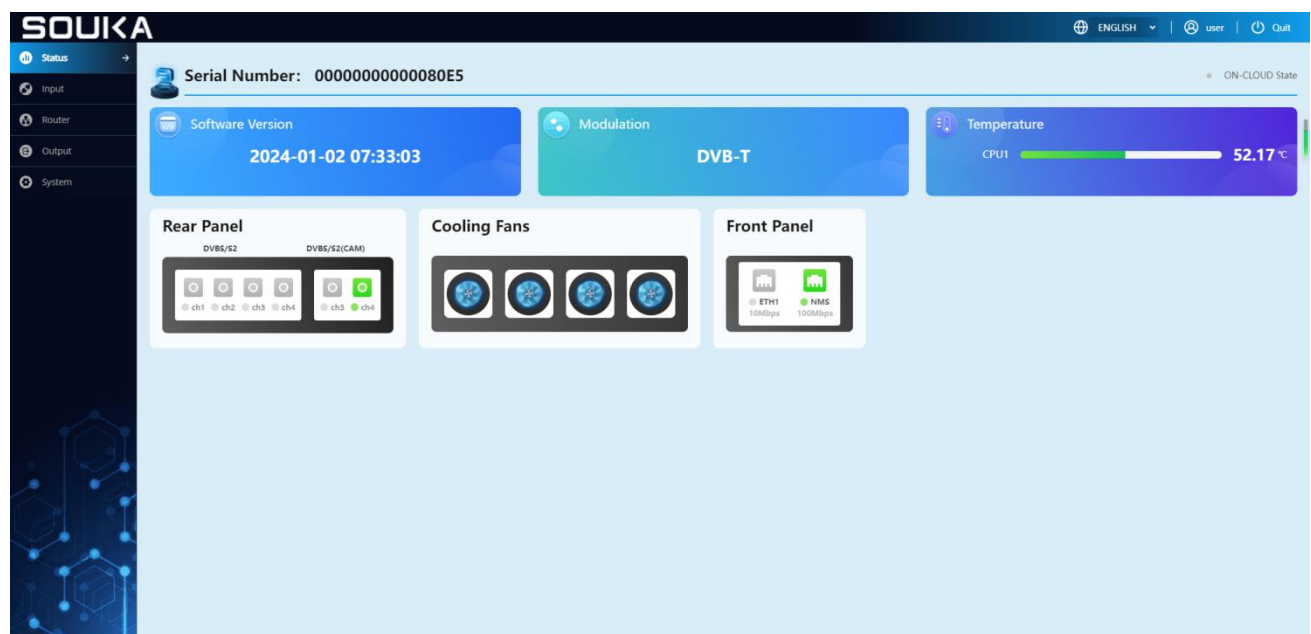 SOUKA
ENGLISH
user
Quit
Status
Input
Router
Output
System
Serial Number: 00000000000080E5
ON-CLOUD State
Software Version
2024-01-02 07:33:03
Modulation
DVB-T
Temperature
CPU1
52.17 ℃
Rear Panel
DVBS/S2 DVBS/S2(CAM)
ch1 ch2 ch3 ch4 ch3 ch4
Cooling Fans
Front Panel
ETH1 NMS
10Mbps 100Mbps